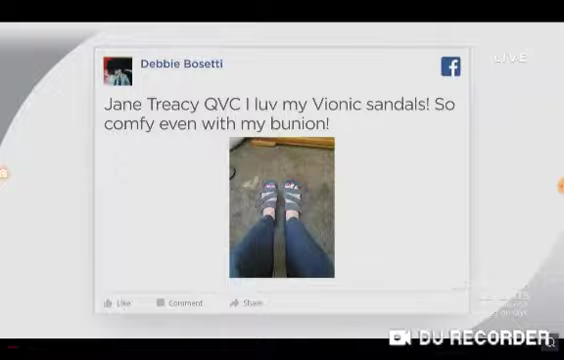 LIVE
Debbie Bosetti
Jane Treacy QVC I luv my Vionic sandals! So
comfy even with my bunion!
Like Comment Share
DU RECORDER